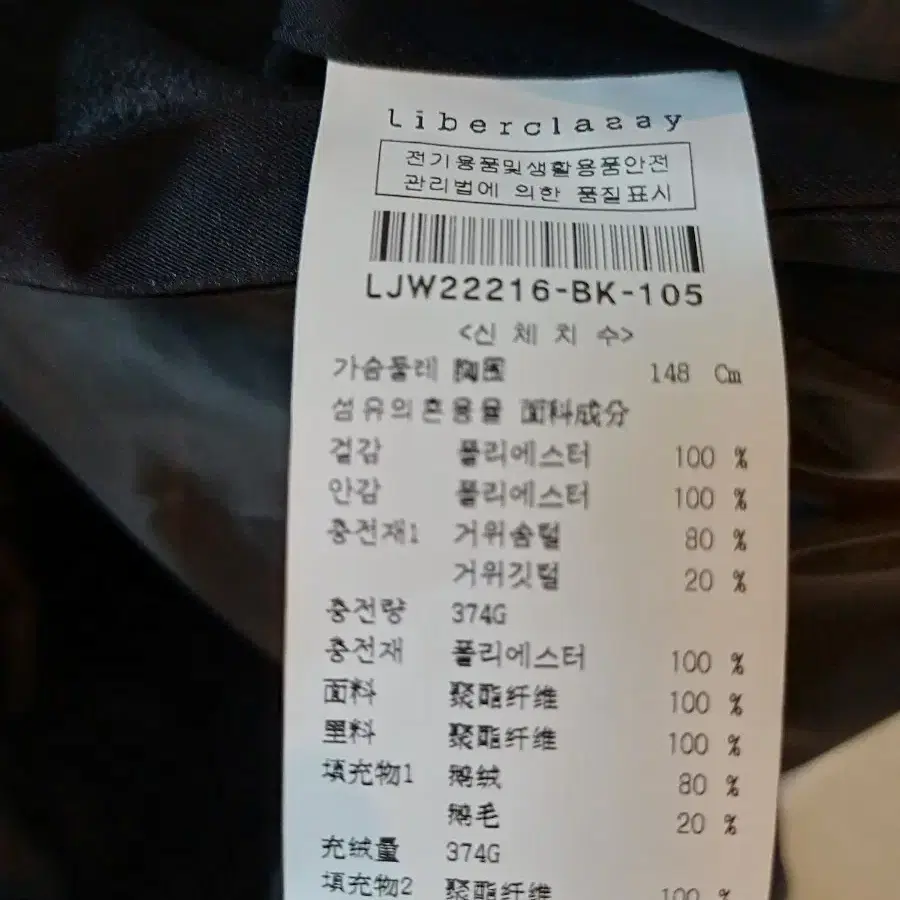 Liberclassy
전기용품및생활용품안전
관리법에 의한 품질표시
LJW22216-BK-105
<신 체 치 수>
가슴둘레 胸围 148 Cm
섬유의혼용율 面料成分
겉감 폴리에스터 100 %
안감 폴리에스터 100 %
충전재1 거위솜털 80 %
거위깃털 20 %
충전량 374G
충전재 폴리에스터 100 %
面料 聚酯纤维 100 %
里料 聚酯纤维 100 %
填充物1 鹅绒 80 %
鹅毛 20 %
充绒量 374G
填充物2 聚酯纤维 100 %